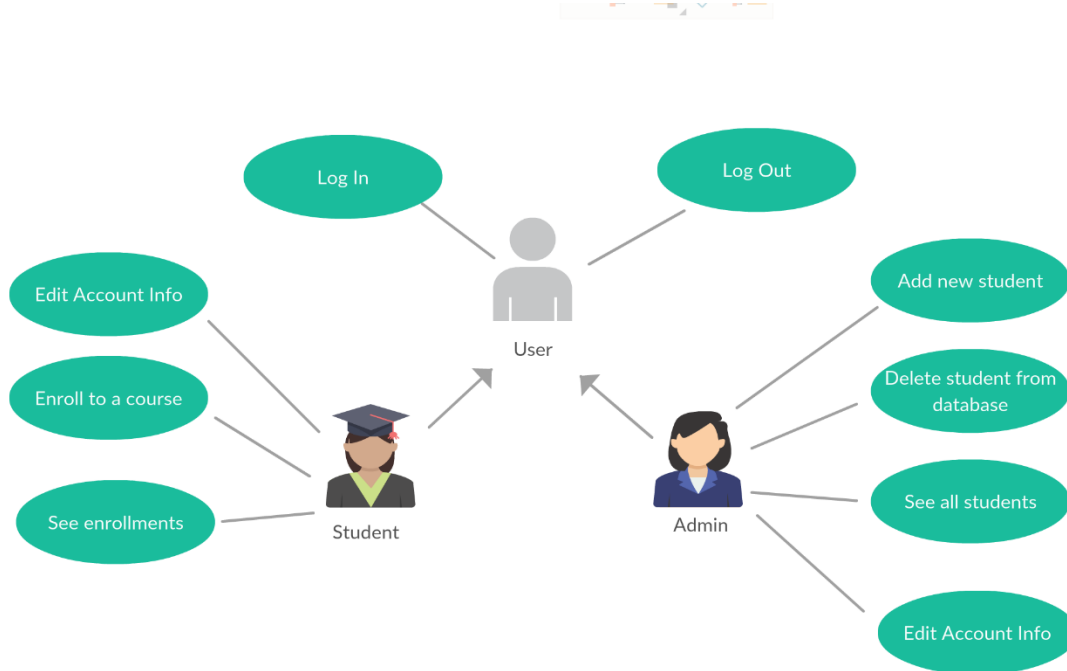 Log In
Log Out
Edit Account Info
Add new student
User
Enroll to a course
Delete student from
database
See enrollments
Student
See all students
Admin
Edit Account Info